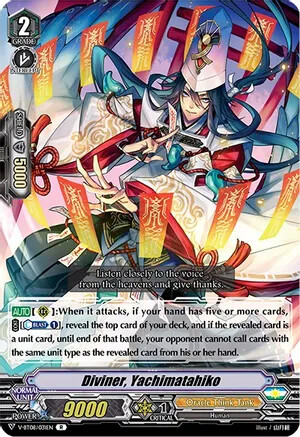 2
GRADE
INTERCEPT
SHIELD
5000
Listen closely to the voice
from the heavens and give thanks.
AUTO :When it attacks, if your hand has five or more cards,
BLAST 1, reveal the top card of your deck, and if the revealed card is
a unit card, until end of that battle, your opponent cannot call cards with
the same unit type as the revealed card from his or her hand.
Diviner, Yachimatahiko
NORMAL
UNIT
V-BT08/031EN R
POWER
9000
1
CRITICAL
Oracle Think Tank
Human